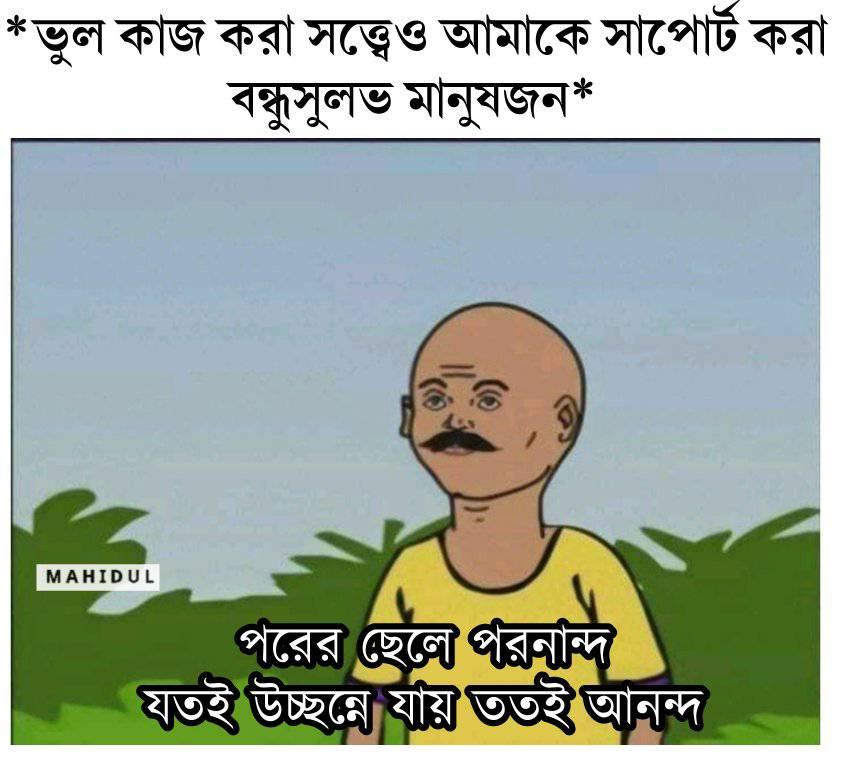 *ভুল কাজ করা সত্ত্বেও আমাকে সাপোর্ট করা
বন্ধুসুলভ মানুষজন*
MAHIDUL
পরের ছেলে পরনান্দ
যতই উচ্ছন্নে যায় ততই আনন্দ